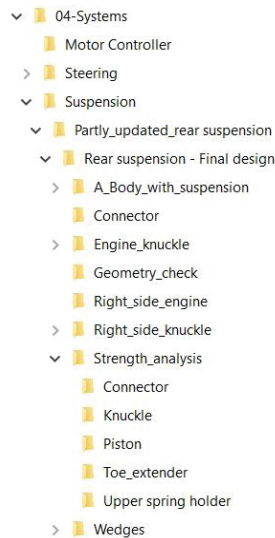 04-Systems
Motor Controller
Steering
Suspension
Partly_updated_rear suspension
Rear suspension - Final design
A_Body_with_suspension
Connector
Engine_knuckle
Geometry_check
Right_side_engine
Right_side_knuckle
Strength_analysis
Connector
Knuckle
Piston
Toe_extender
Upper spring holder
Wedges